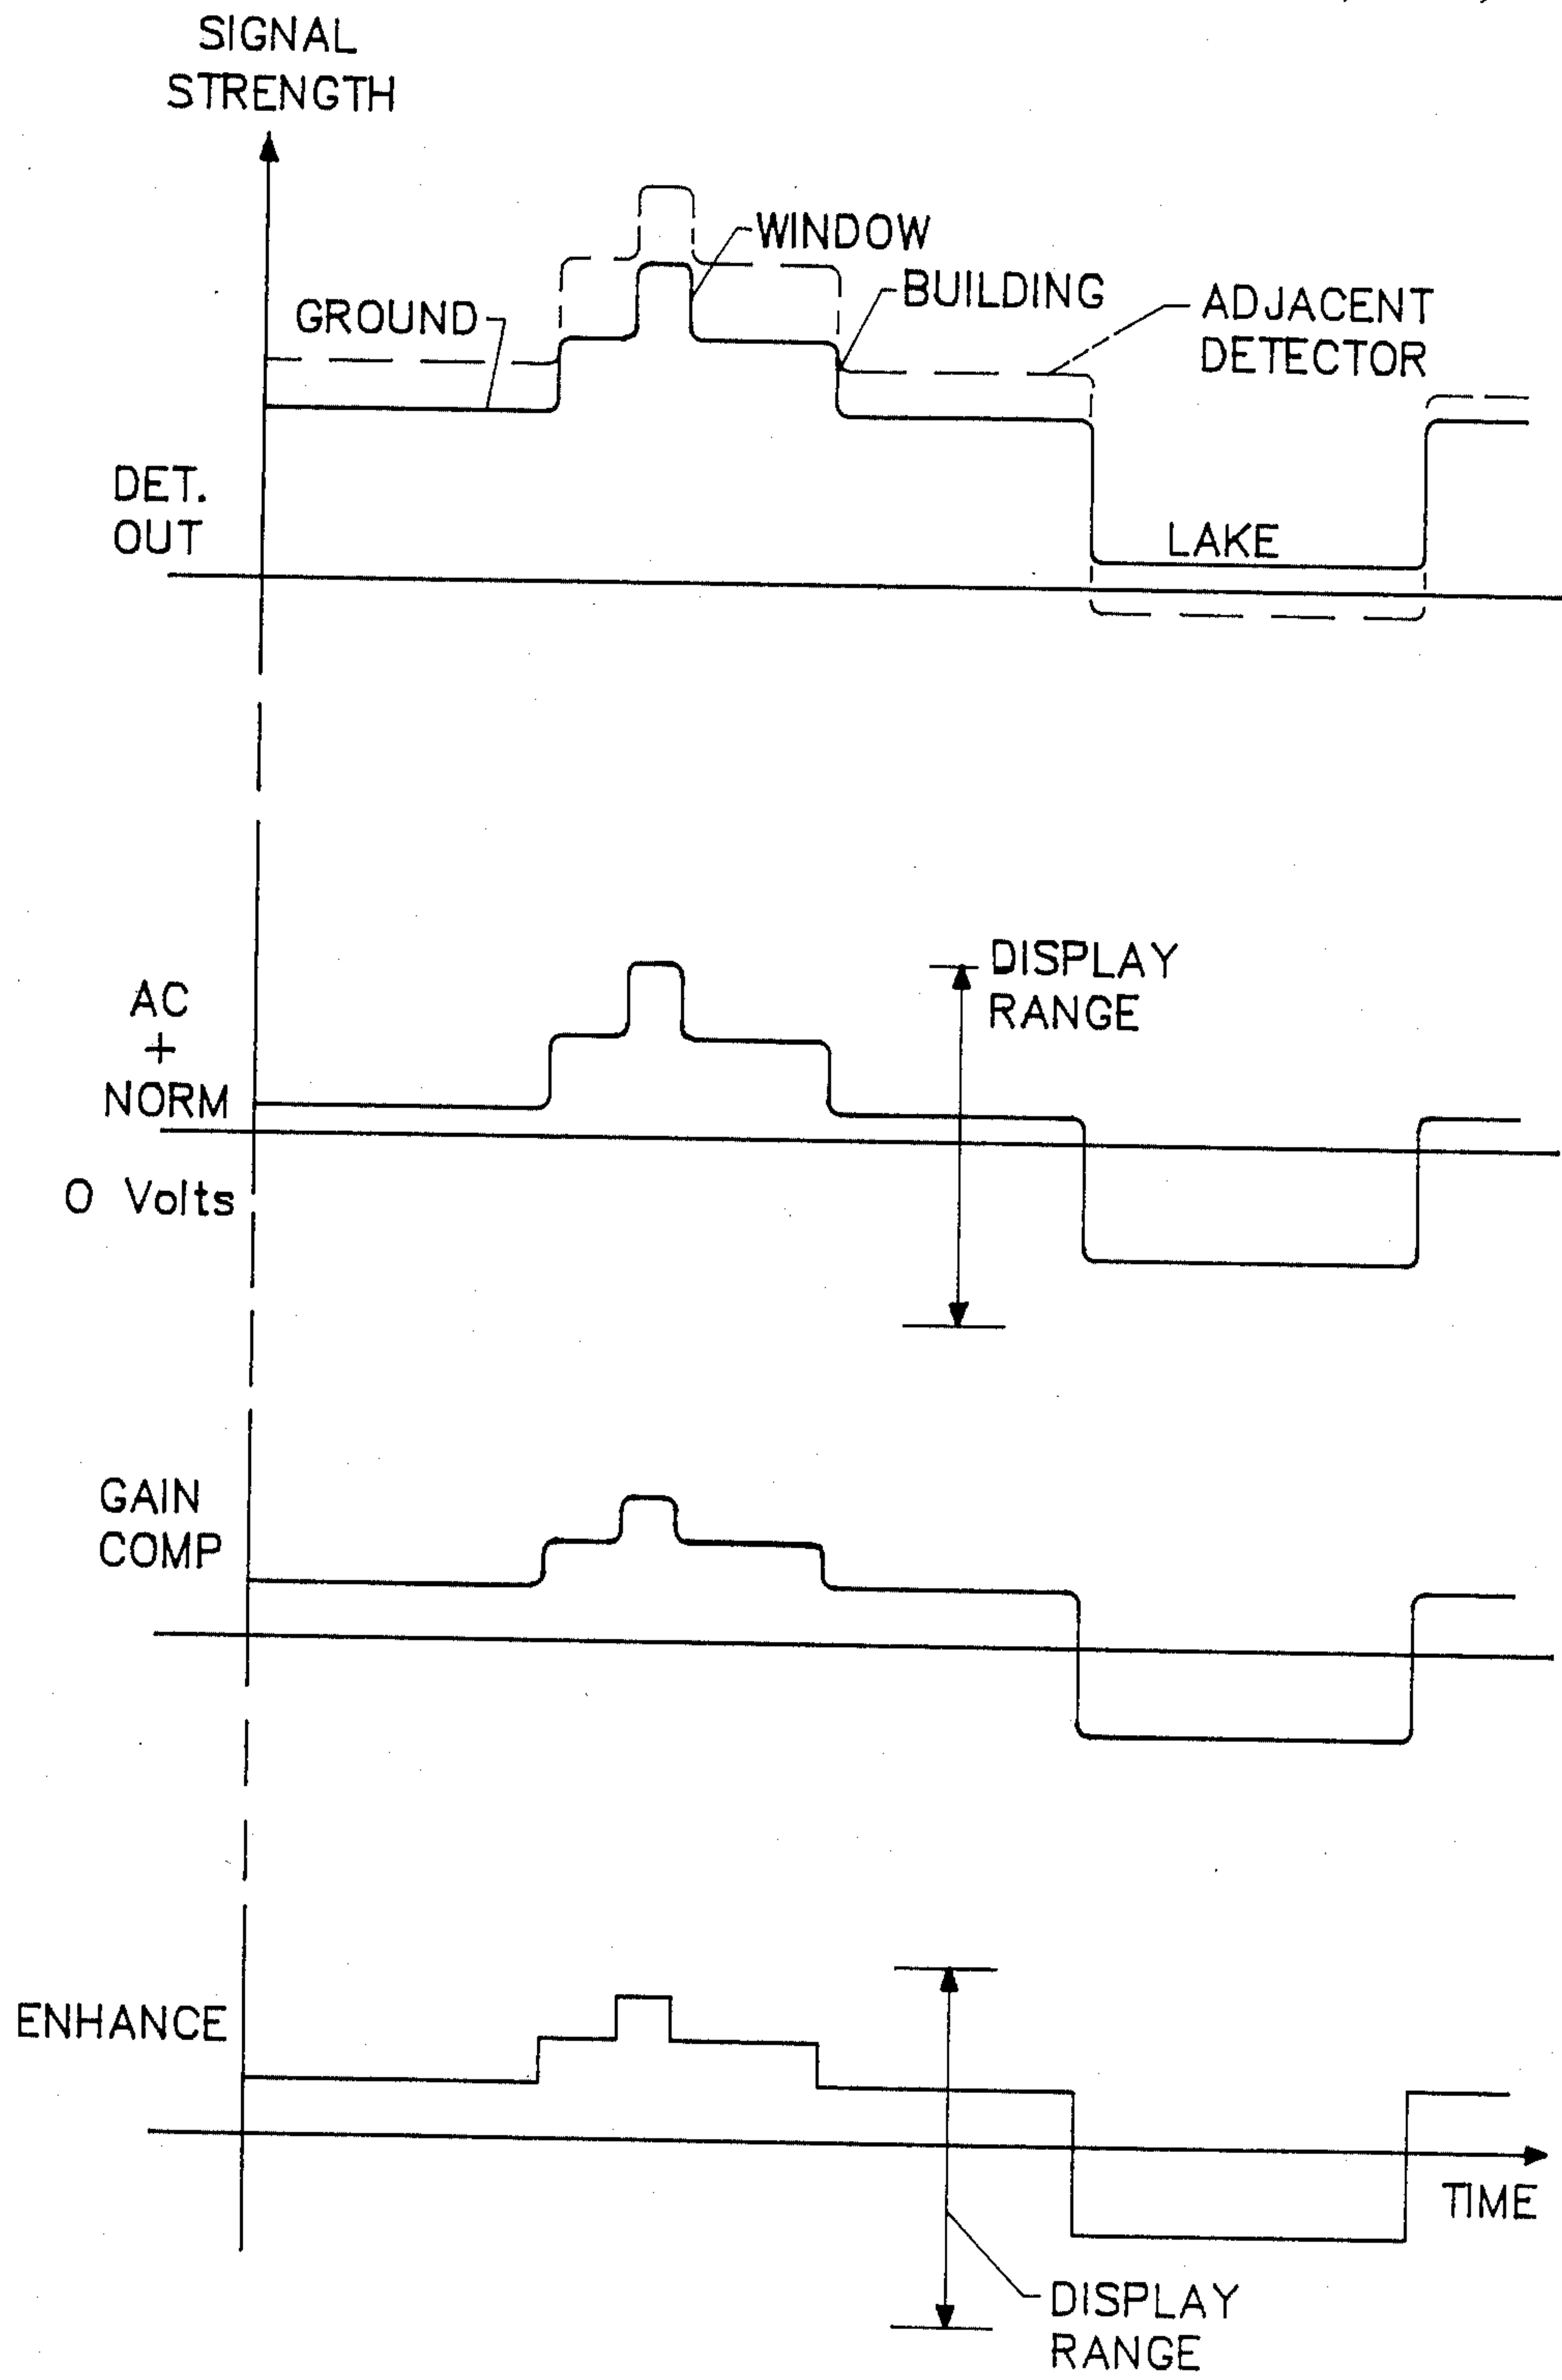 SIGNAL
STRENGTH
WINDOW
BUILDING
GROUND
ADJACENT
DETECTOR
DET.
OUT
LAKE
DISPLAY
RANGE
AC
+
NORM
0 Volts
GAIN
COMP
ENHANCE
TIME
DISPLAY
RANGE